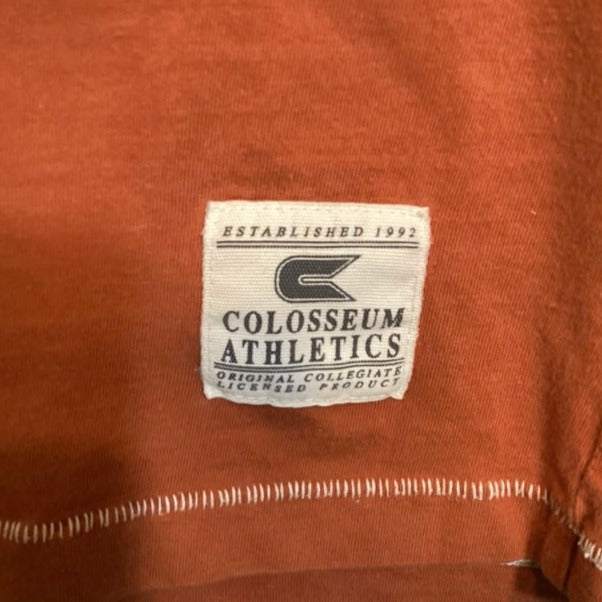 ESTABLISHED 1992
COLOSSEUM
ATHLETICS
ORIGINAL COLLEGIATE
LICENSED PRODUCT